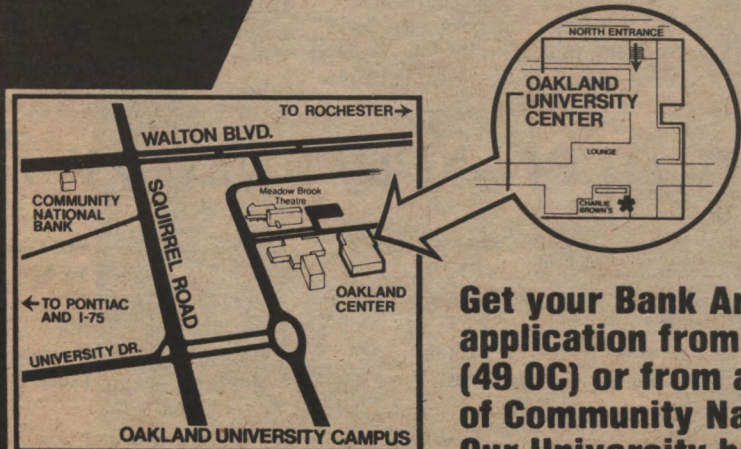 NORTH ENTRANCE
OAKLAND
UNIVERSITY
CENTER
LOUNGE
CHARLIE
BROWN'S
TO ROCHESTER→
WALTON BLVD.
COMMUNITY
NATIONAL
BANK
SQUIRREL ROAD
Meadow Brook
Theatre
←TO PONTIAC
AND I-75
OAKLAND
CENTER
UNIVERSITY DR.
OAKLAND UNIVERSITY CAMPUS
Get your Bank
application from
(49 OC) or from
of Community
Our University